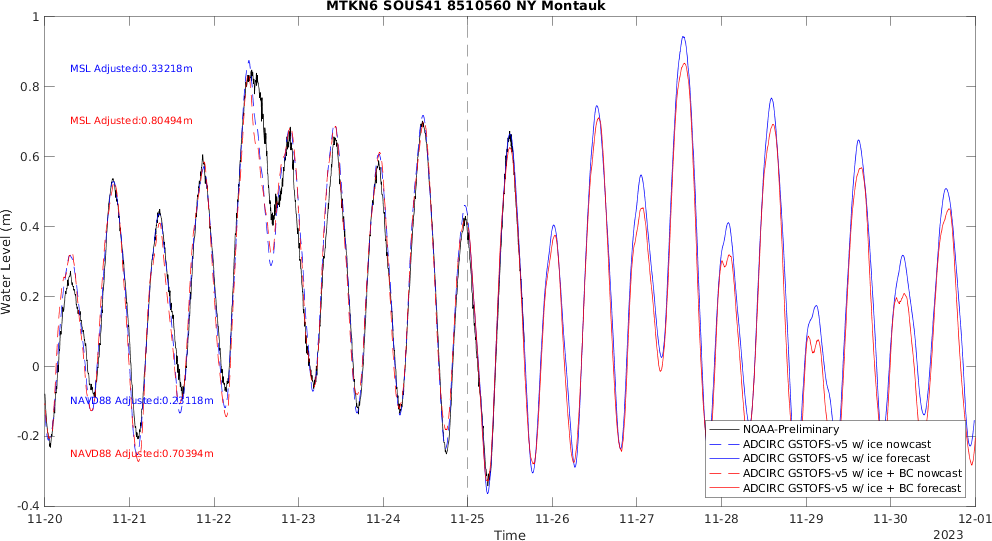 MTKN6 SOUS41 8510560 NY Montauk
Water Level (m)
1
0.8
0.6
0.4
0.2
0
-0.2
-0.4
MSL Adjusted:0.33218m
MSL Adjusted:0.80494m
NAVD88 Adjusted:0.23118m
NAVD88 Adjusted:0.70394m
NOAA-Preliminary
ADCIRC GSTOFS-v5 w/ ice nowcast
ADCIRC GSTOFS-v5 w/ ice forecast
ADCIRC GSTOFS-v5 w/ ice + BC nowcast
ADCIRC GSTOFS-v5 w/ ice + BC forecast
11-20 11-21 11-22 11-23 11-24 11-25 11-26 11-27 11-28 11-29 11-30 12-01
Time
2023